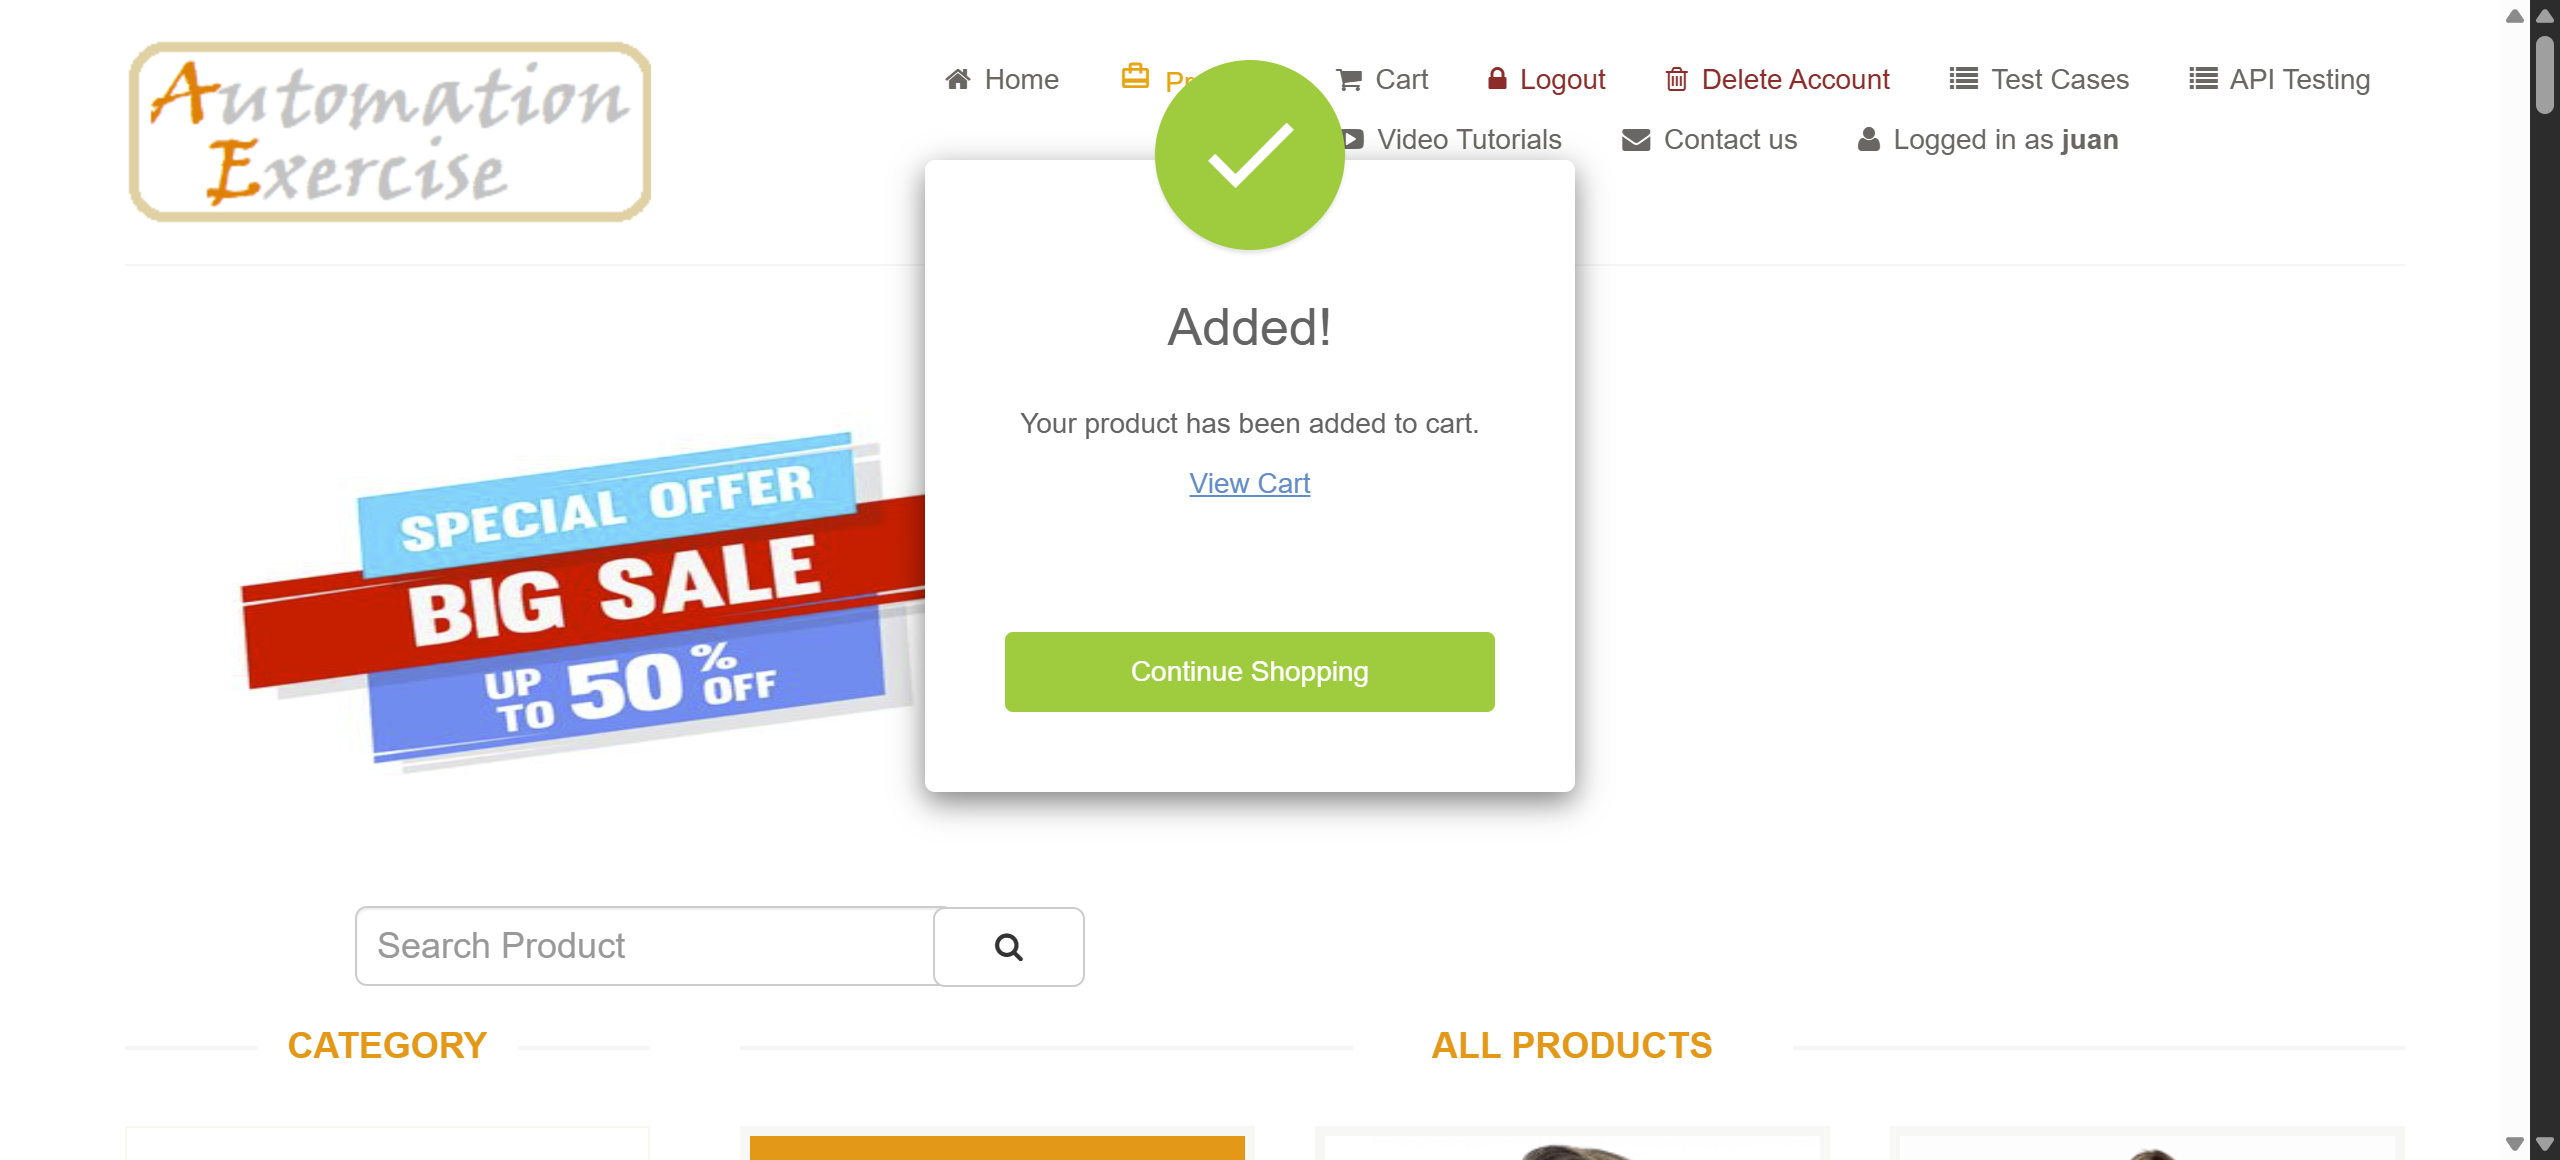 Automation
Exercise
Home
Cart
Logout
Delete Account
Test Cases
API Testing
Video Tutorials
Contact us
Logged in as juan
Added!
Your product has been added to cart.
View Cart
Continue Shopping
SPECIAL OFFER
BIG SALE
UP TO 50% OFF
Search Product
CATEGORY
ALL PRODUCTS